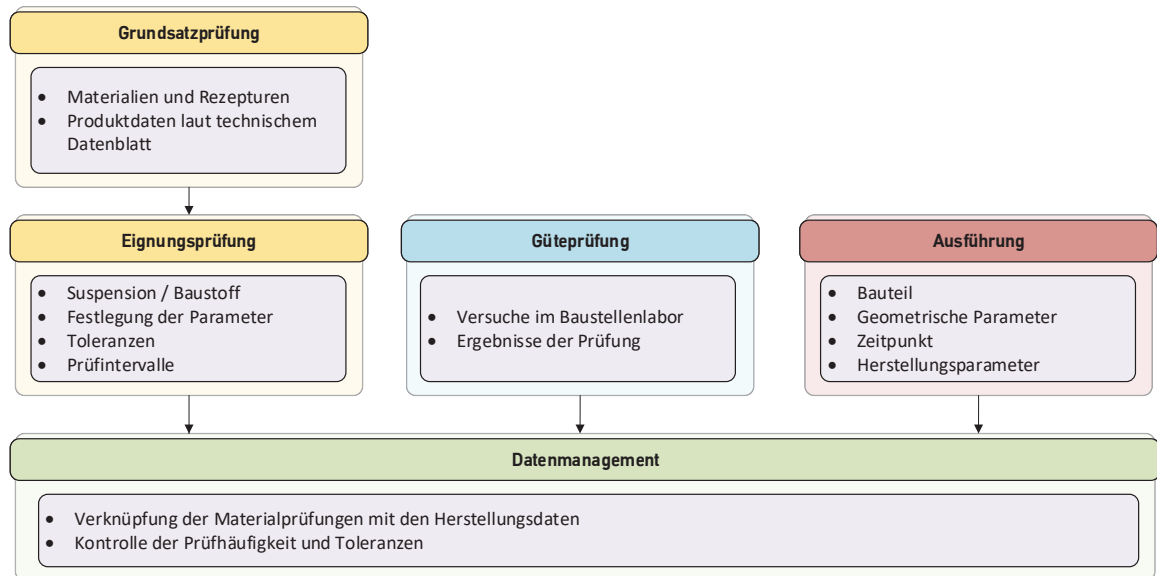 Grundsatzprüfung
• Materialien und Rezepturen
• Produktdaten laut technischem
Datenblatt
Eignungsprüfung
• Suspension / Baustoff
• Festlegung der Parameter
• Toleranzen
• Prüfintervalle
Güteprüfung
• Versuche im Baustellenlabor
• Ergebnisse der Prüfung
Ausführung
• Bauteil
• Geometrische Parameter
• Zeitpunkt
• Herstellungsparameter
Datenmanagement
• Verknüpfung der Materialprüfungen mit den Herstellungsdaten
• Kontrolle der Prüfhäufigkeit und Toleranzen